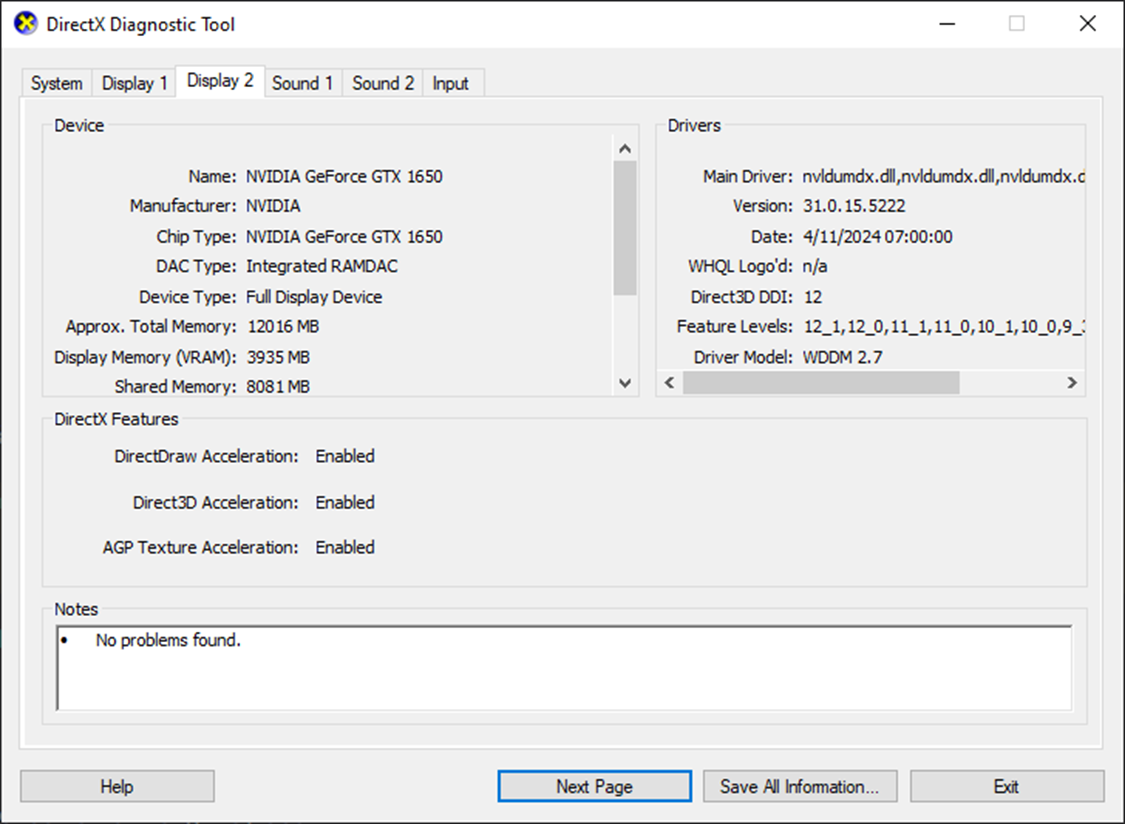 DirectX Diagnostic Tool
System Display 1 Display 2 Sound 1 Sound 2 Input
Device
Name: NVIDIA GeForce GTX 1650
Manufacturer: NVIDIA
Chip Type: NVIDIA GeForce GTX 1650
DAC Type: Integrated RAMDAC
Device Type: Full Display Device
Approx. Total Memory: 12016 MB
Display Memory (VRAM): 3935 MB
Shared Memory: 8081 MB
Drivers
Main Driver: nvldumdx.dll,nvldumdx.dll,nvldumdx.d
Version: 31.0.15.5222
Date: 4/11/2024 07:00:00
WHQL Logo'd: n/a
Direct3D DDI: 12
Feature Levels: 12_1,12_0,11_1,11_0,10_1,10_0,9_
Driver Model: WDDM 2.7
DirectX Features
DirectDraw Acceleration: Enabled
Direct3D Acceleration: Enabled
AGP Texture Acceleration: Enabled
Notes
• No problems found.
Help Next Page Save All Information... Exit